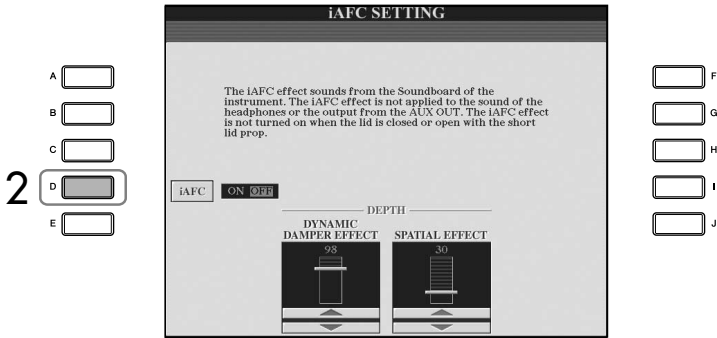 iAFC SETTING
The iAFC effect sounds from the Soundboard of the
instrument. The iAFC effect is not applied to the sound of the
headphones or the output from the AUX OUT. The iAFC effect
is not turned on when the lid is closed or open with the short
lid prop.
A
B
C
2 D
E
F
G
H
I
J
iAFC ON OFF
DEPTH
DYNAMIC
DAMPER EFFECT
98
SPATIAL EFFECT
30